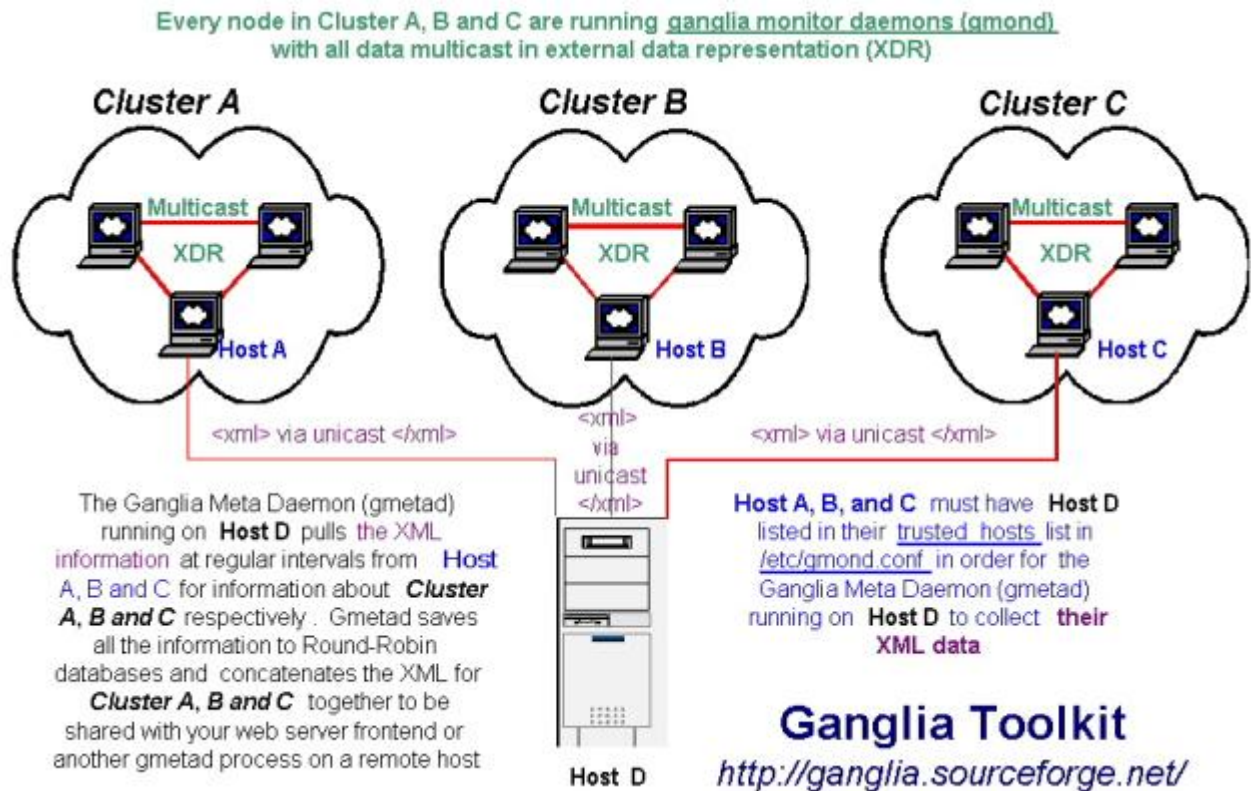 Every node in Cluster A, B and C are running ganglia monitor daemons (gmond)
with all data multicast in external data representation (XDR)
Cluster A
Cluster B
Cluster C
Multicast
XDR
Host A
Multicast
XDR
Host B
Multicast
XDR
Host C
<xml> via unicast </xml>
<xml>
via
unicast
</xml>
<xml> via unicast </xml>
The Ganglia Meta Daemon (gmetad)
running on Host D pulls the XML
information at regular intervals from Host
A, B and C for information about Cluster
A, B and C respectively . Gmetad saves
all the information to Round-Robin
databases and concatenates the XML for
Cluster A, B and C together to be
shared with your web server frontend or
another gmetad process on a remote host
Host D
Host A, B, and C must have Host D
listed in their trusted_hosts list in
/etc/gmond.conf in order for the
Ganglia Meta Daemon (gmetad)
running on Host D to collect their
XML data
Ganglia Toolkit
http://ganglia.sourceforge.net/